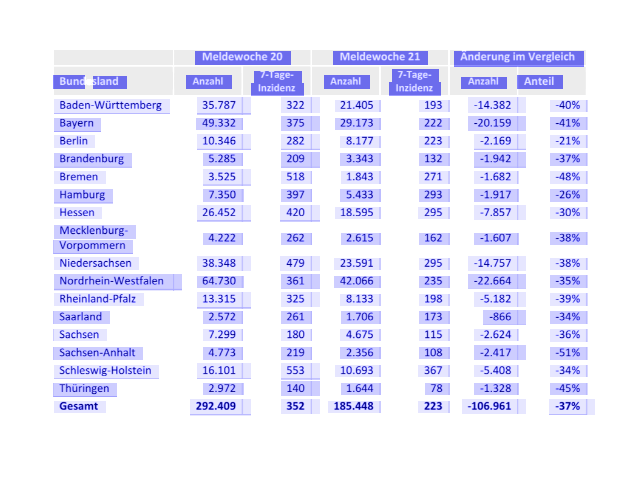 Meldewoche 20 Meldewoche 21 Änderung im Vergleich
Bundesland Anzahl 7-Tage-Inzidenz Anzahl 7-Tage-Inzidenz Anzahl Anteil
Baden-Württemberg 35.787 322 21.405 193 -14.382 -40%
Bayern 49.332 375 29.173 222 -20.159 -41%
Berlin 10.346 282 8.177 223 -2.169 -21%
Brandenburg 5.285 209 3.343 132 -1.942 -37%
Bremen 3.525 518 1.843 271 -1.682 -48%
Hamburg 7.350 397 5.433 293 -1.917 -26%
Hessen 26.452 420 18.595 295 -7.857 -30%
Mecklenburg-
Vorpommern 4.222 262 2.615 162 -1.607 -38%
Niedersachsen 38.348 479 23.591 295 -14.757 -38%
Nordrhein-Westfalen 64.730 361 42.066 235 -22.664 -35%
Rheinland-Pfalz 13.315 325 8.133 198 -5.182 -39%
Saarland 2.572 261 1.706 173 -866 -34%
Sachsen 7.299 180 4.675 115 -2.624 -36%
Sachsen-Anhalt 4.773 219 2.356 108 -2.417 -51%
Schleswig-Holstein 16.101 553 10.693 367 -5.408 -34%
Thüringen 2.972 140 1.644 78 -1.328 -45%
Gesamt 292.409 352 185.448 223 -106.961 -37%